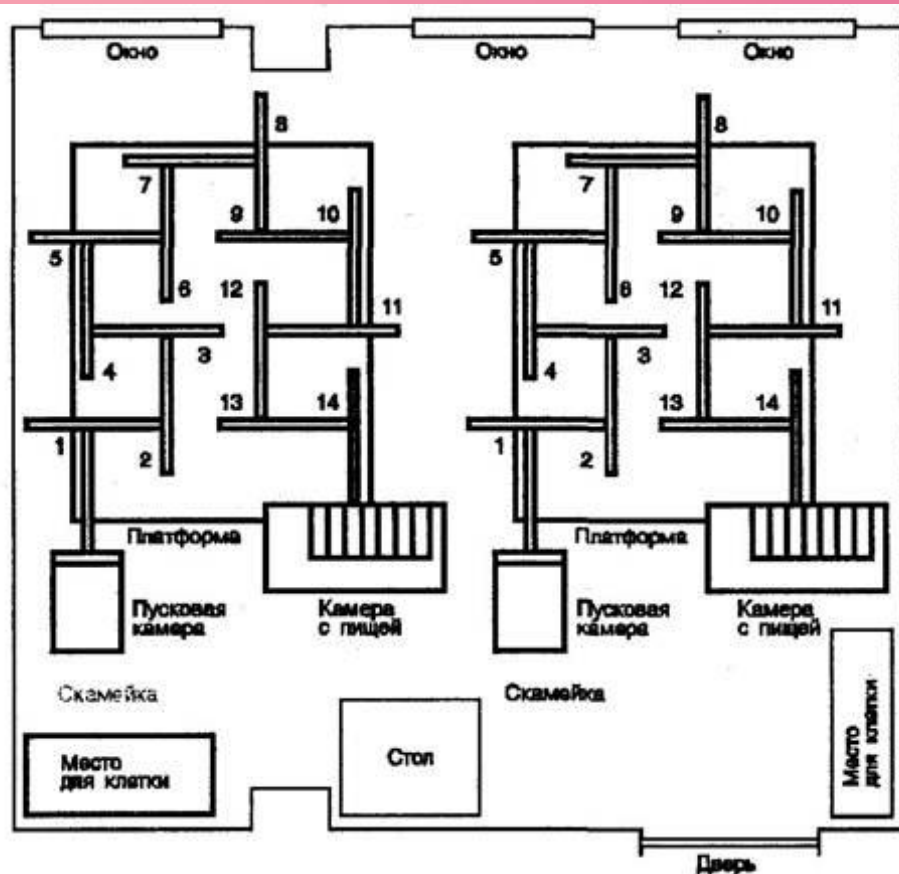 Окно
Окно
Окно
8
8
7
7
9
10
9
10
5
5
6
12
6
12
11
11
3
3
4
4
13
14
13
14
1
1
2
2
Платформа
Платформа
Пусковая
камера
Камера
с пищей
Пусковая
камера
Камера
с пищей
Скамейка
Скамейка
Место
для клетки
Стол
Место
для клетки
Дверь